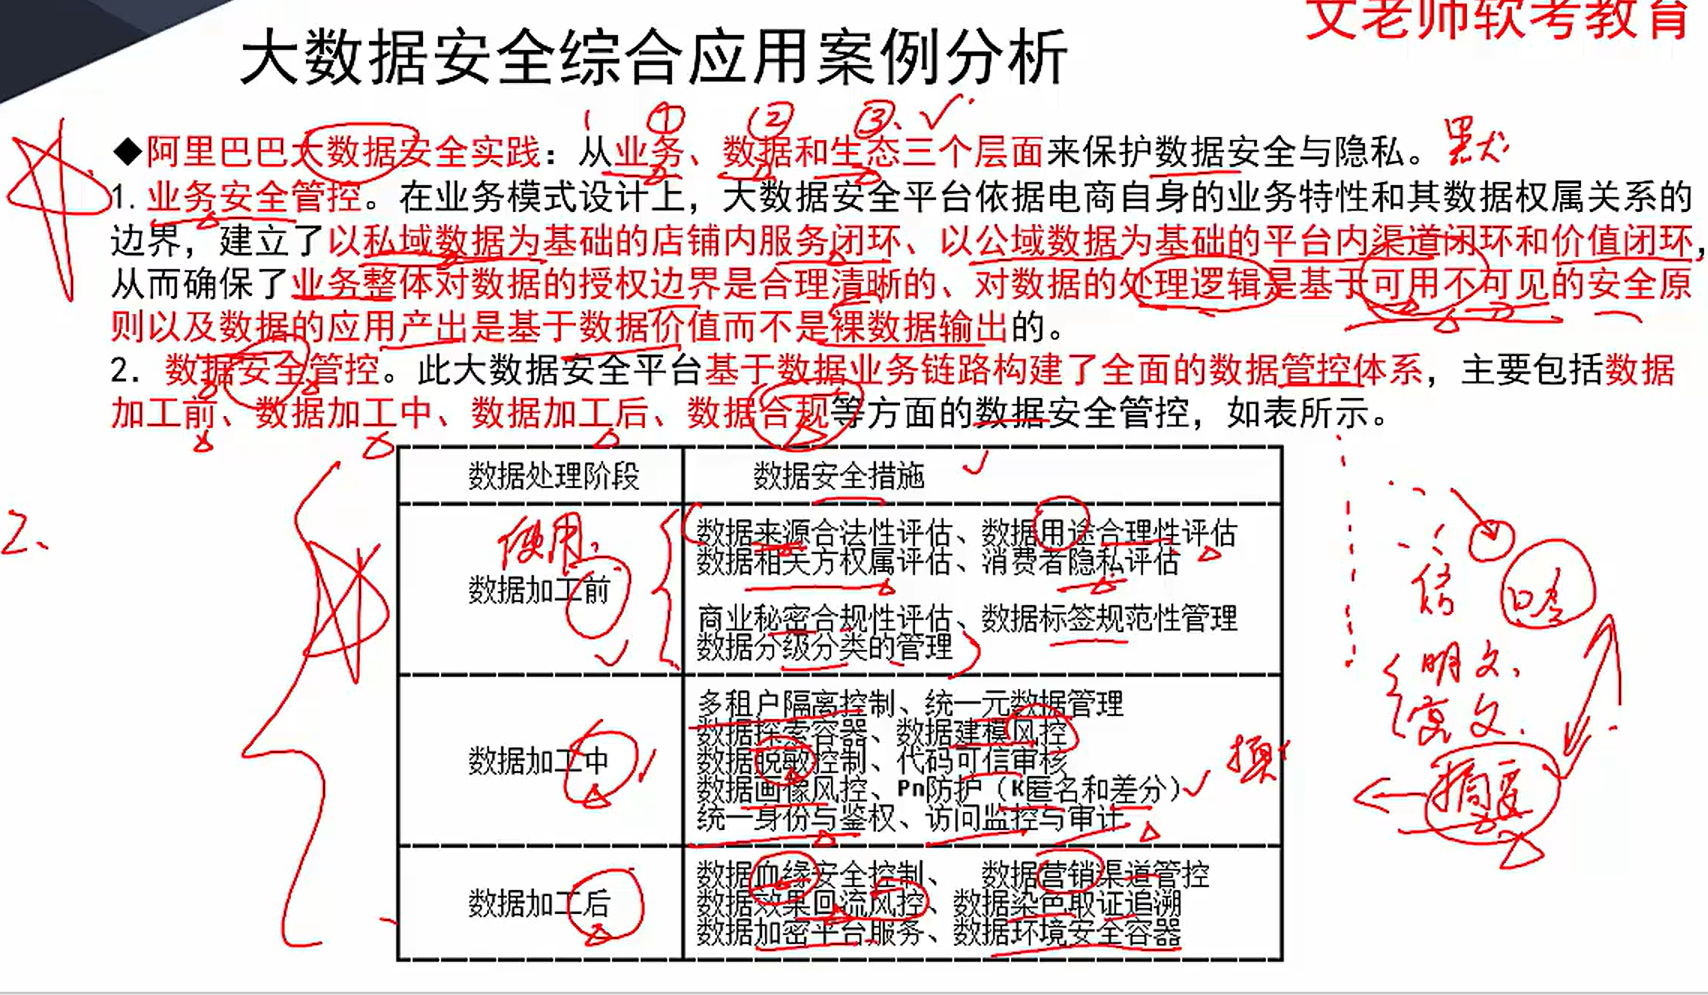 文老师软考教育
大数据安全综合应用案例分析
① ② ③
◆阿里巴巴大数据安全实践：从业务、数据和生态三个层面来保护数据安全与隐私。
1. 业务安全管控。在业务模式设计上，大数据安全平台依据电商自身的业务特性和其数据权属关系的
边界，建立了以私域数据为基础的店铺内服务闭环、以公域数据为基础的平台内渠道闭环和价值闭环，
从而确保了业务整体对数据的授权边界是合理清晰的、对数据的处理逻辑是基于可用不可见的安全原
则以及数据的应用产出是基于数据价值而不是裸数据输出的。
2. 数据安全管控。此大数据安全平台基于数据业务链路构建了全面的数据管控体系，主要包括数据
加工前、数据加工中、数据加工后、数据合规等方面的数据安全管控，如表所示。
数据处理阶段
数据安全措施
2、
使用、
数据加工前
数据来源合法性评估、数据用途合理性评估
数据相关方权属评估、消费者隐私评估
商业秘密合规性评估、数据标签规范性管理
数据分级分类的管理
数据加工中
多租户隔离控制、统一元数据管理
数据探索容器、数据建模风控
数据脱敏控制、代码可信审核
数据画像风控、Pn防护（K匿名和差分）
统一身份与鉴权、访问监控与审计
数据加工后
数据血缘安全控制、 数据营销渠道管控
数据效果回流风控、数据染色取证追溯
数据加密平台服务、数据环境安全容器
信
哈
明文、
密文、
摘要